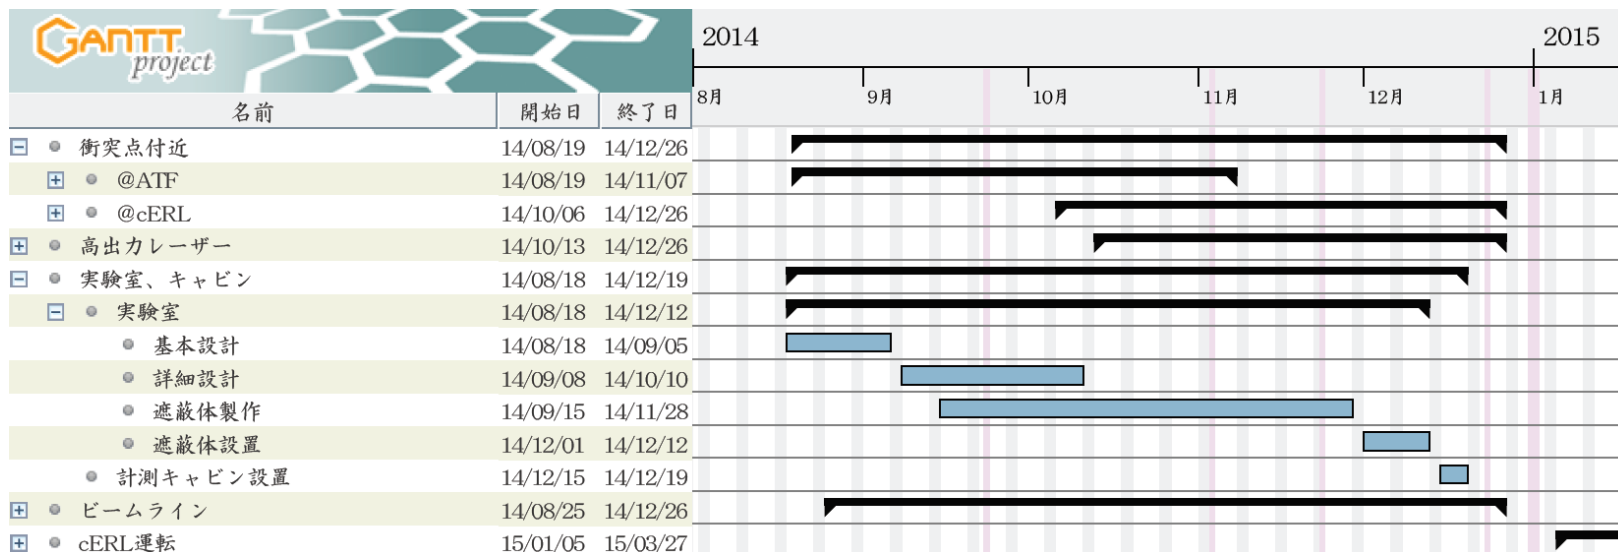 GANTT project
2014 2015
8月 9月 10月 11月 12月 1月
名前 開始日 終了日
衝突点付近 14/08/19 14/12/26
@ATF 14/08/19 14/11/07
@cERL 14/10/06 14/12/26
高出力レーザー 14/10/13 14/12/26
実験室、キャビン 14/08/18 14/12/19
実験室 14/08/18 14/12/12
基本設計 14/08/18 14/09/05
詳細設計 14/09/08 14/10/10
遮蔽体製作 14/09/15 14/11/28
遮蔽体設置 14/12/01 14/12/12
計測キャビン設置 14/12/15 14/12/19
ビームライン 14/08/25 14/12/26
cERL運転 15/01/05 15/03/27